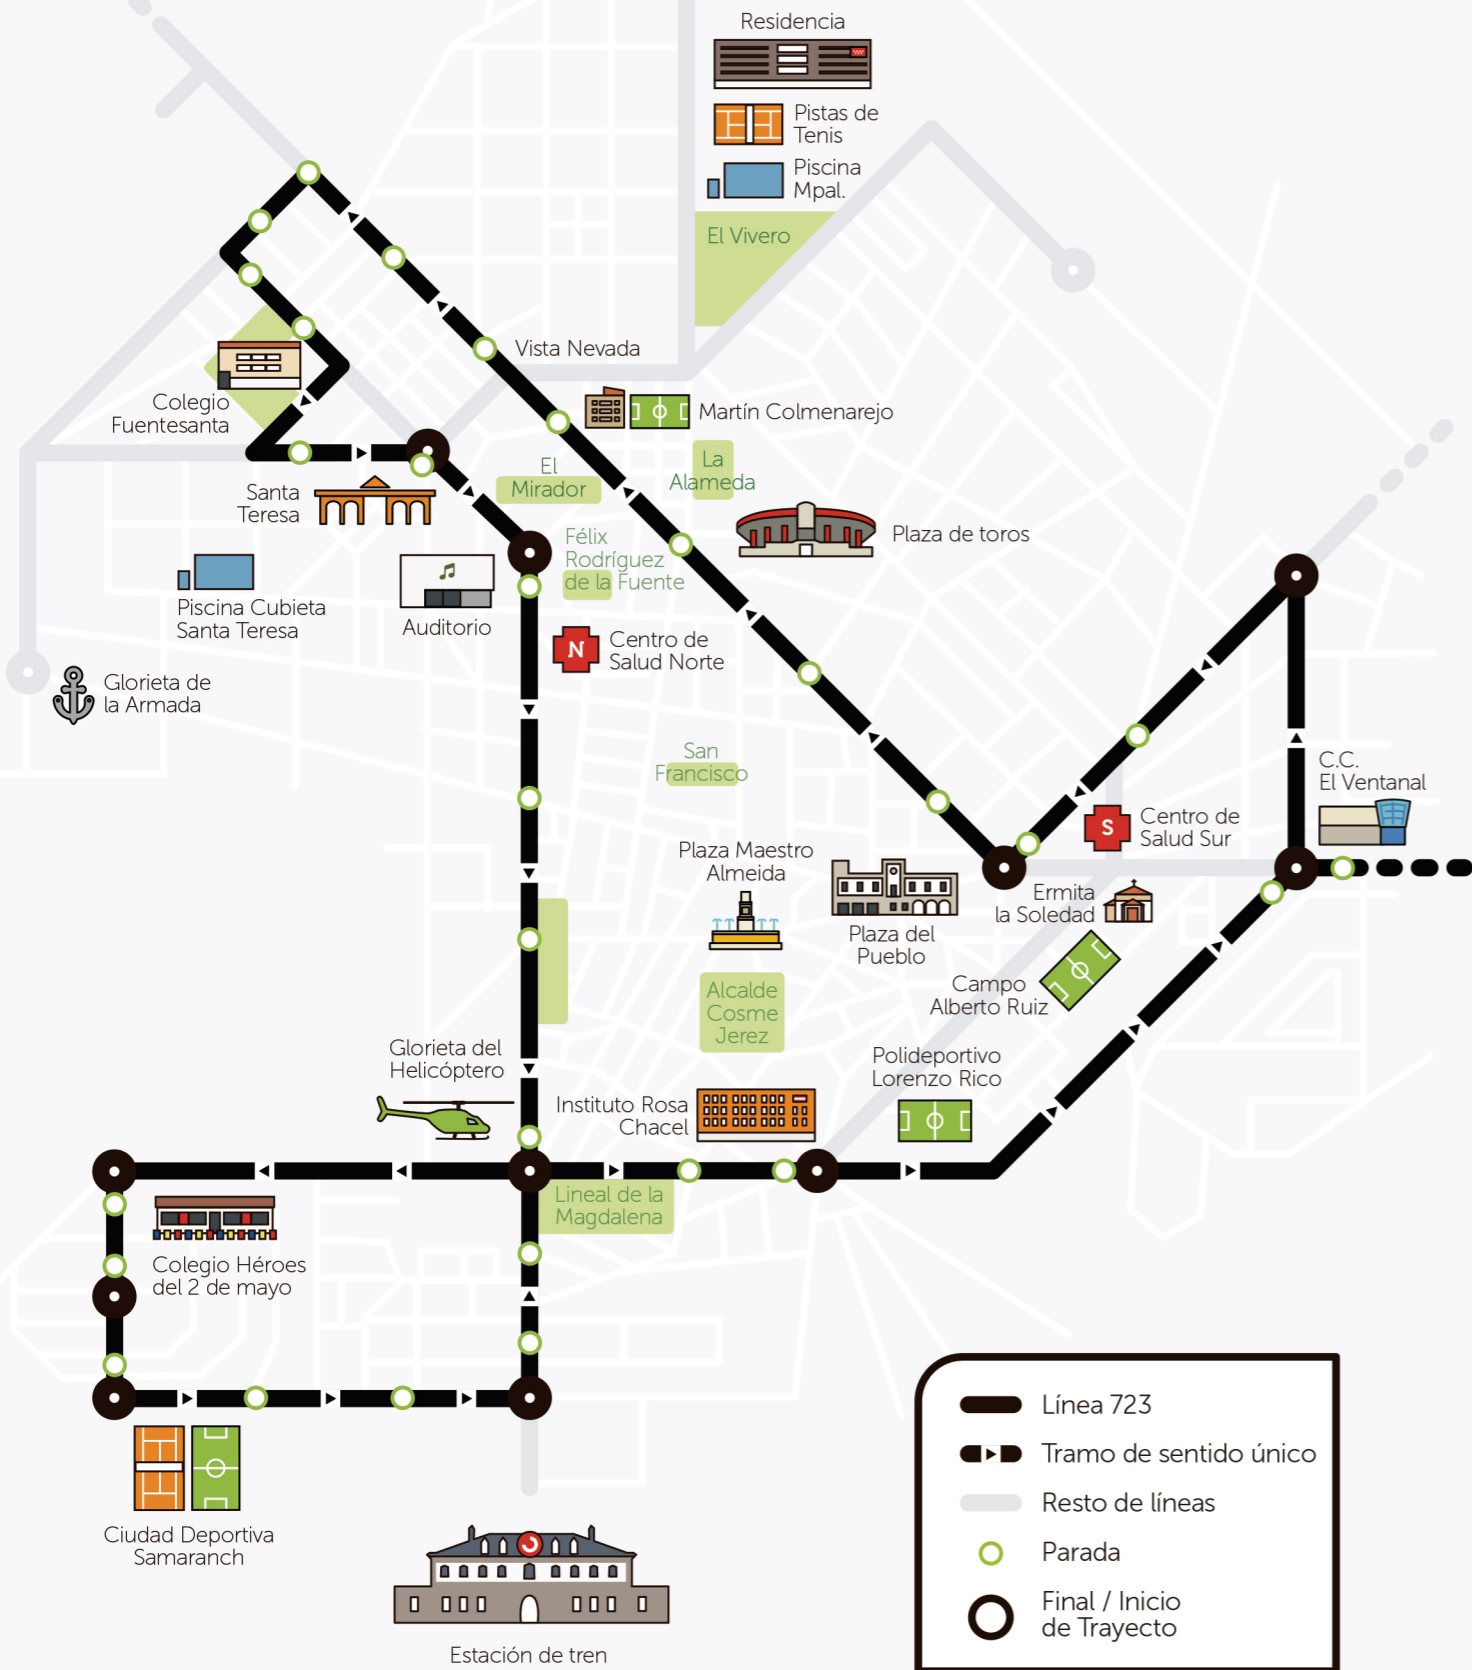 Residencia
Pistas de
Tenis
Piscina
Mpal.
El Vivero
Vista Nevada
Martín Colmenarejo
Colegio
Fuentesanta
La
Alameda
El
Mirador
Santa
Teresa
Plaza de toros
Félix
Rodríguez
de la Fuente
Piscina Cubieta
Santa Teresa
Auditorio
N
Centro de
Salud Norte
Glorieta de
la Armada
San
Francisco
C.C.
El Ventanal
S
Centro de
Salud Sur
Plaza Maestro
Almeida
Ermita
la Soledad
Plaza del
Pueblo
Campo
Alberto Ruiz
Alcalde
Cosme
Jerez
Glorieta del
Helicóptero
Polideportivo
Lorenzo Rico
Instituto Rosa
Chacel
Lineal de la
Magdalena
Colegio Héroes
del 2 de mayo
Ciudad Deportiva
Samaranch
Estación de tren
Línea 723
Tramo de sentido único
Resto de líneas
Parada
Final / Inicio
de Trayecto